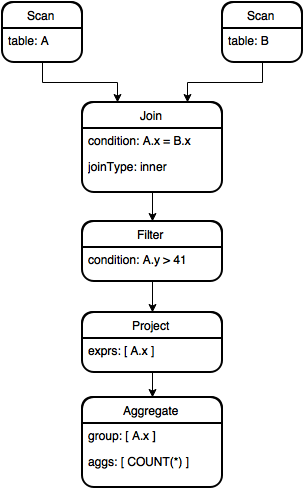 Scan
table: A
Scan
table: B
Join
condition: A.x = B.x
joinType: inner
Filter
condition: A.y > 41
Project
exprs: [ A.x ]
Aggregate
group: [ A.x ]
aggs: [ COUNT(*) ]